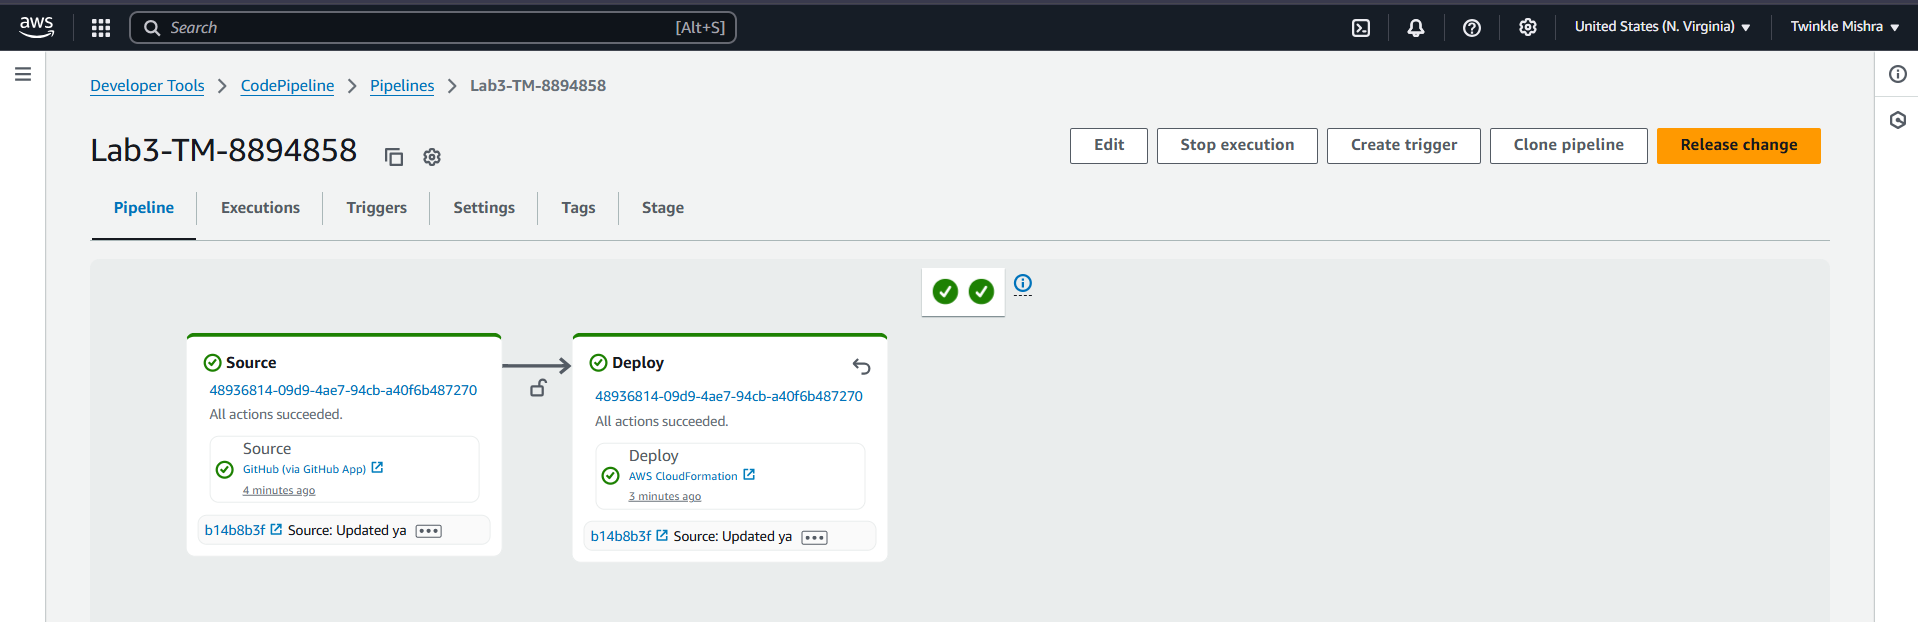 aws
Search [Alt+S]
United States (N. Virginia)
Twinkle Mishra
Developer Tools
CodePipeline
Pipelines
Lab3-TM-8894858
Lab3-TM-8894858
Edit
Stop execution
Create trigger
Clone pipeline
Release change
Pipeline
Executions
Triggers
Settings
Tags
Stage
Source
48936814-09d9-4ae7-94cb-a40f6b487270
All actions succeeded.
Source
GitHub (via GitHub App)
4 minutes ago
b14b8b3f Source: Updated ya
Deploy
48936814-09d9-4ae7-94cb-a40f6b487270
All actions succeeded.
Deploy
AWS CloudFormation
3 minutes ago
b14b8b3f Source: Updated ya